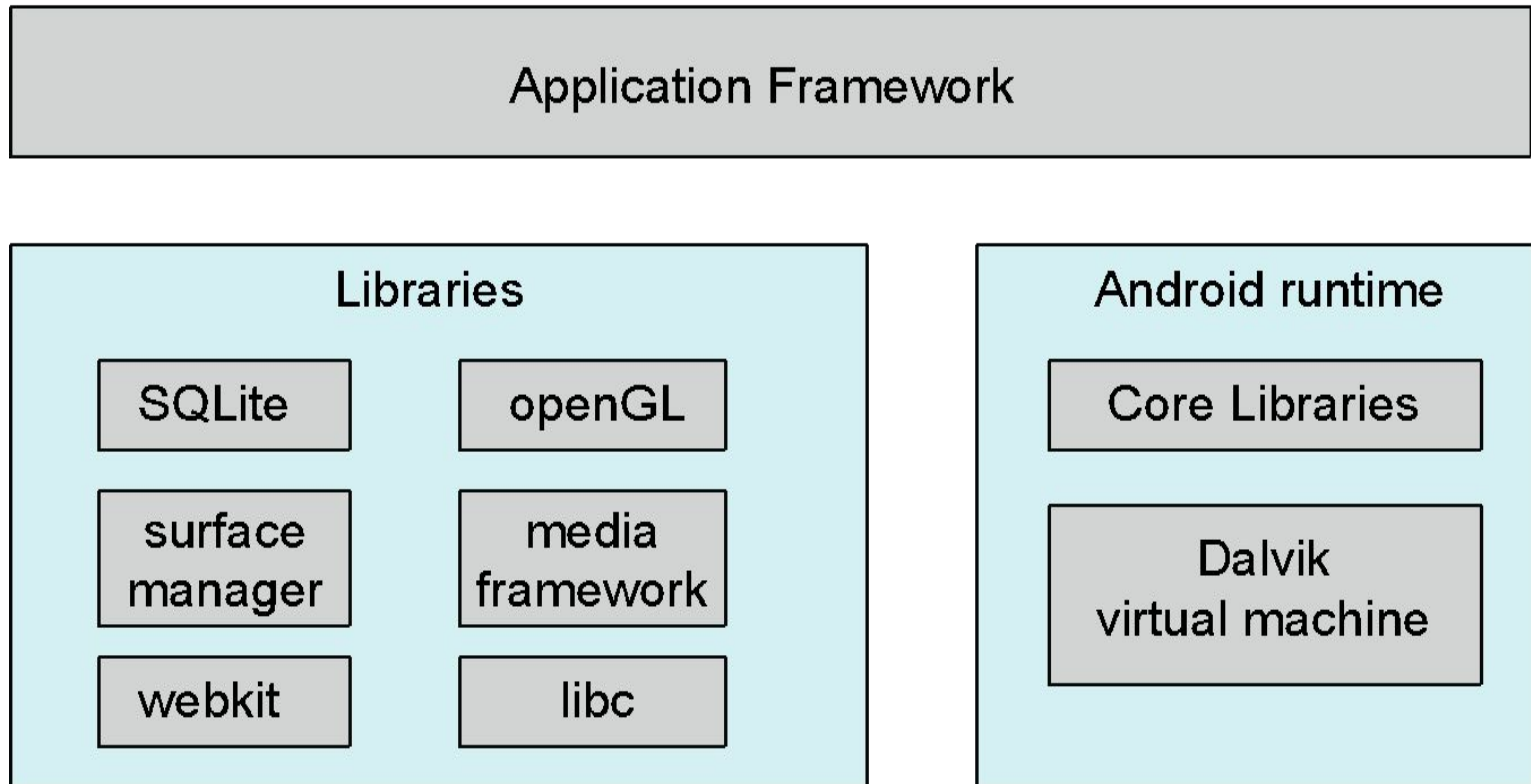 Application Framework
Libraries
SQLite
openGL
surface
manager
media
framework
webkit
libc
Android runtime
Core Libraries
Dalvik
virtual machine